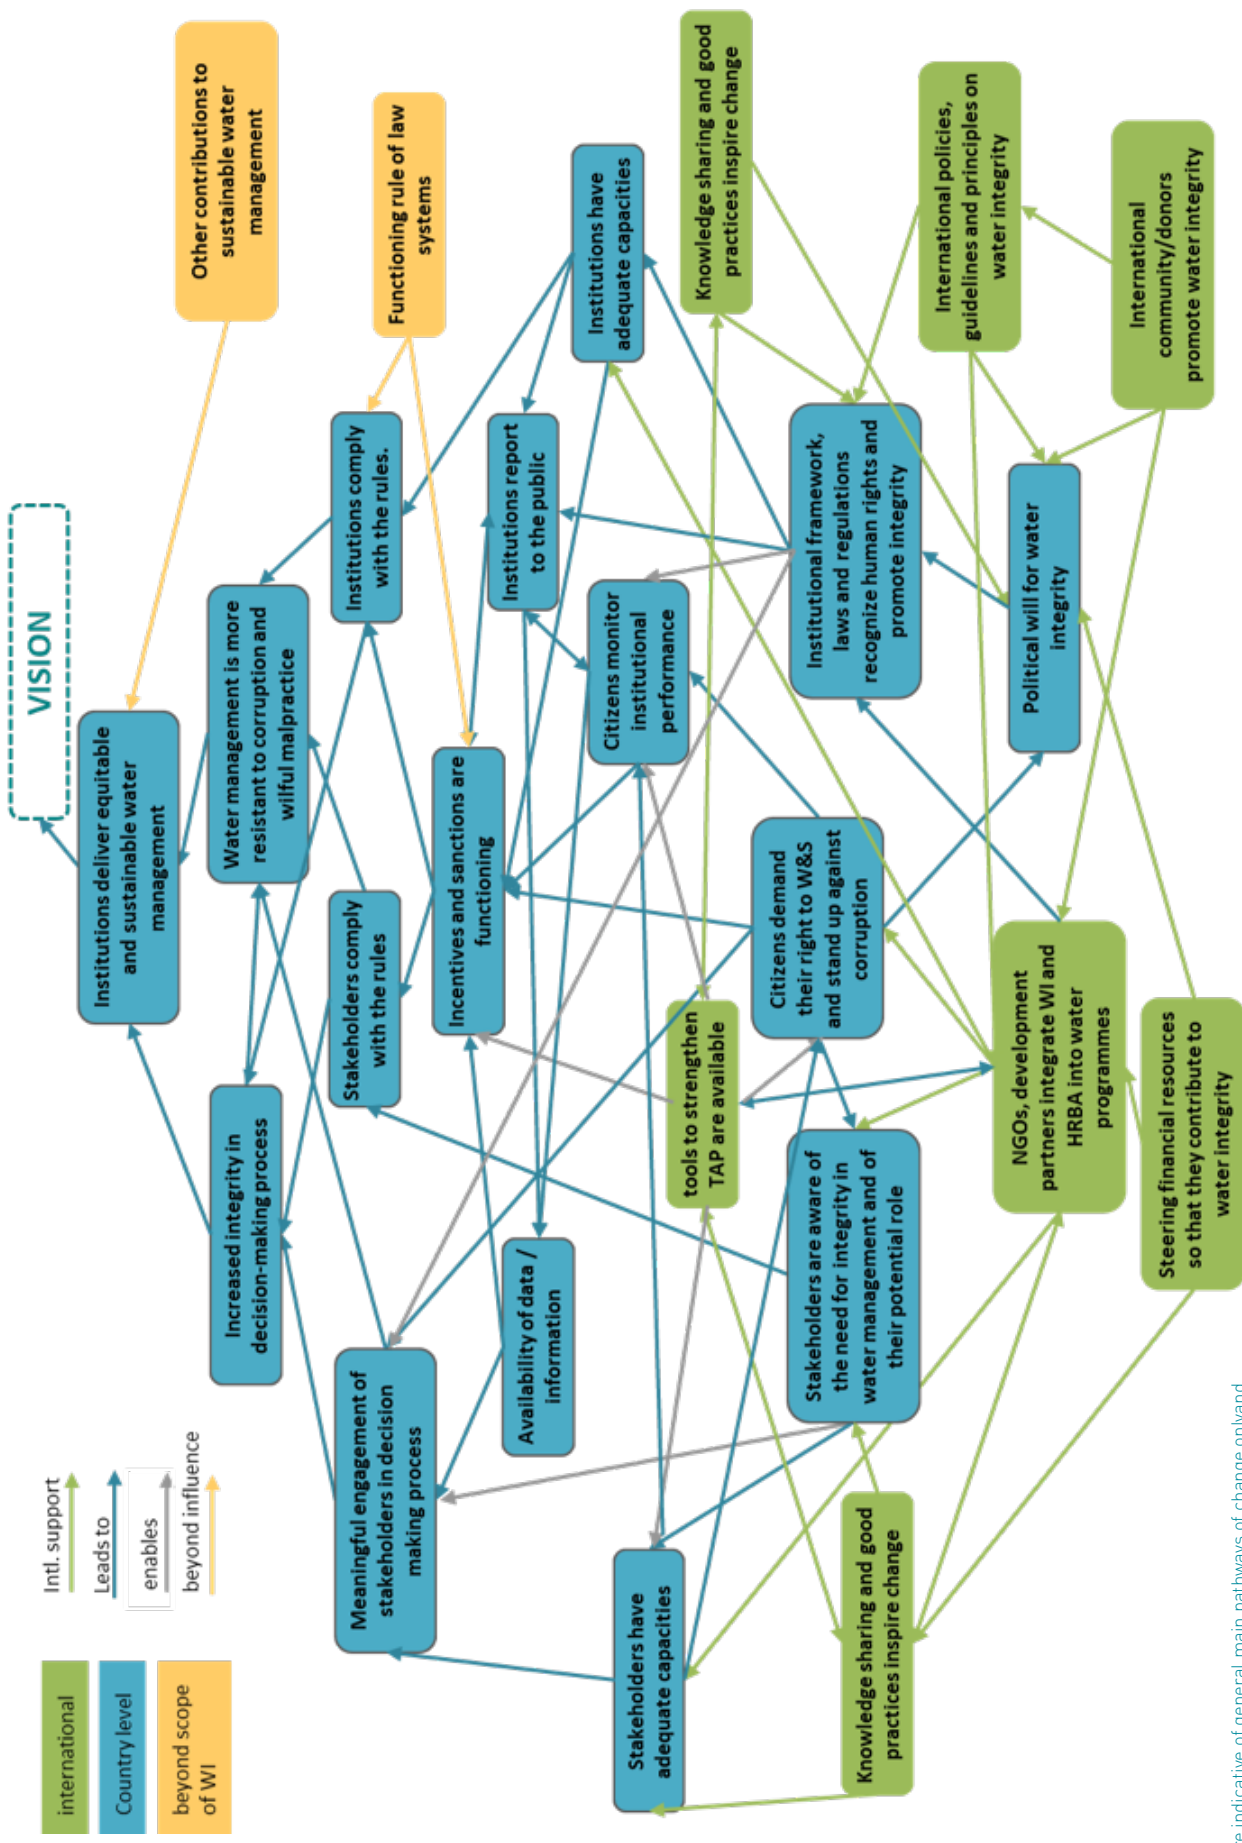 VISION
Other contributions to
sustainable water
management
Institutions deliver equitable
and sustainable water
management
Water management is more
resistant to corruption and
wilful malpractice
Increased integrity in
decision-making process
Functioning rule of law
systems
Institutions comply
with the rules.
Stakeholders comply
with the rules
Meaningful engagement of
stakeholders in decision
making process
Incentives and sanctions are
functioning
Institutions report
to the public
Availability of data /
information
Institutions have
adequate capacities
Citizens monitor
institutional
performance
Stakeholders have
adequate capacities
Knowledge sharing and good
practices inspire change
tools to strengthen
TAP are available
Citizens demand
their right to W&S
and stand up against
corruption
Institutional framework,
laws and regulations
recognize human rights and
promote integrity
Stakeholders are aware of
the need for integrity in
water management and of
their potential role
Knowledge sharing and good
practices inspire change
International policies,
guidelines and principles on
water integrity
Political will for water
integrity
NGOs, development
partners integrate WI and
HRBA into water
programmes
International
community/donors
promote water integrity
Steering financial resources
so that they contribute to
water integrity
international
Country level
beyond scope
of WI
Intl. support
Leads to
enables
beyond influence
indicative of general main pathways of change onlyand